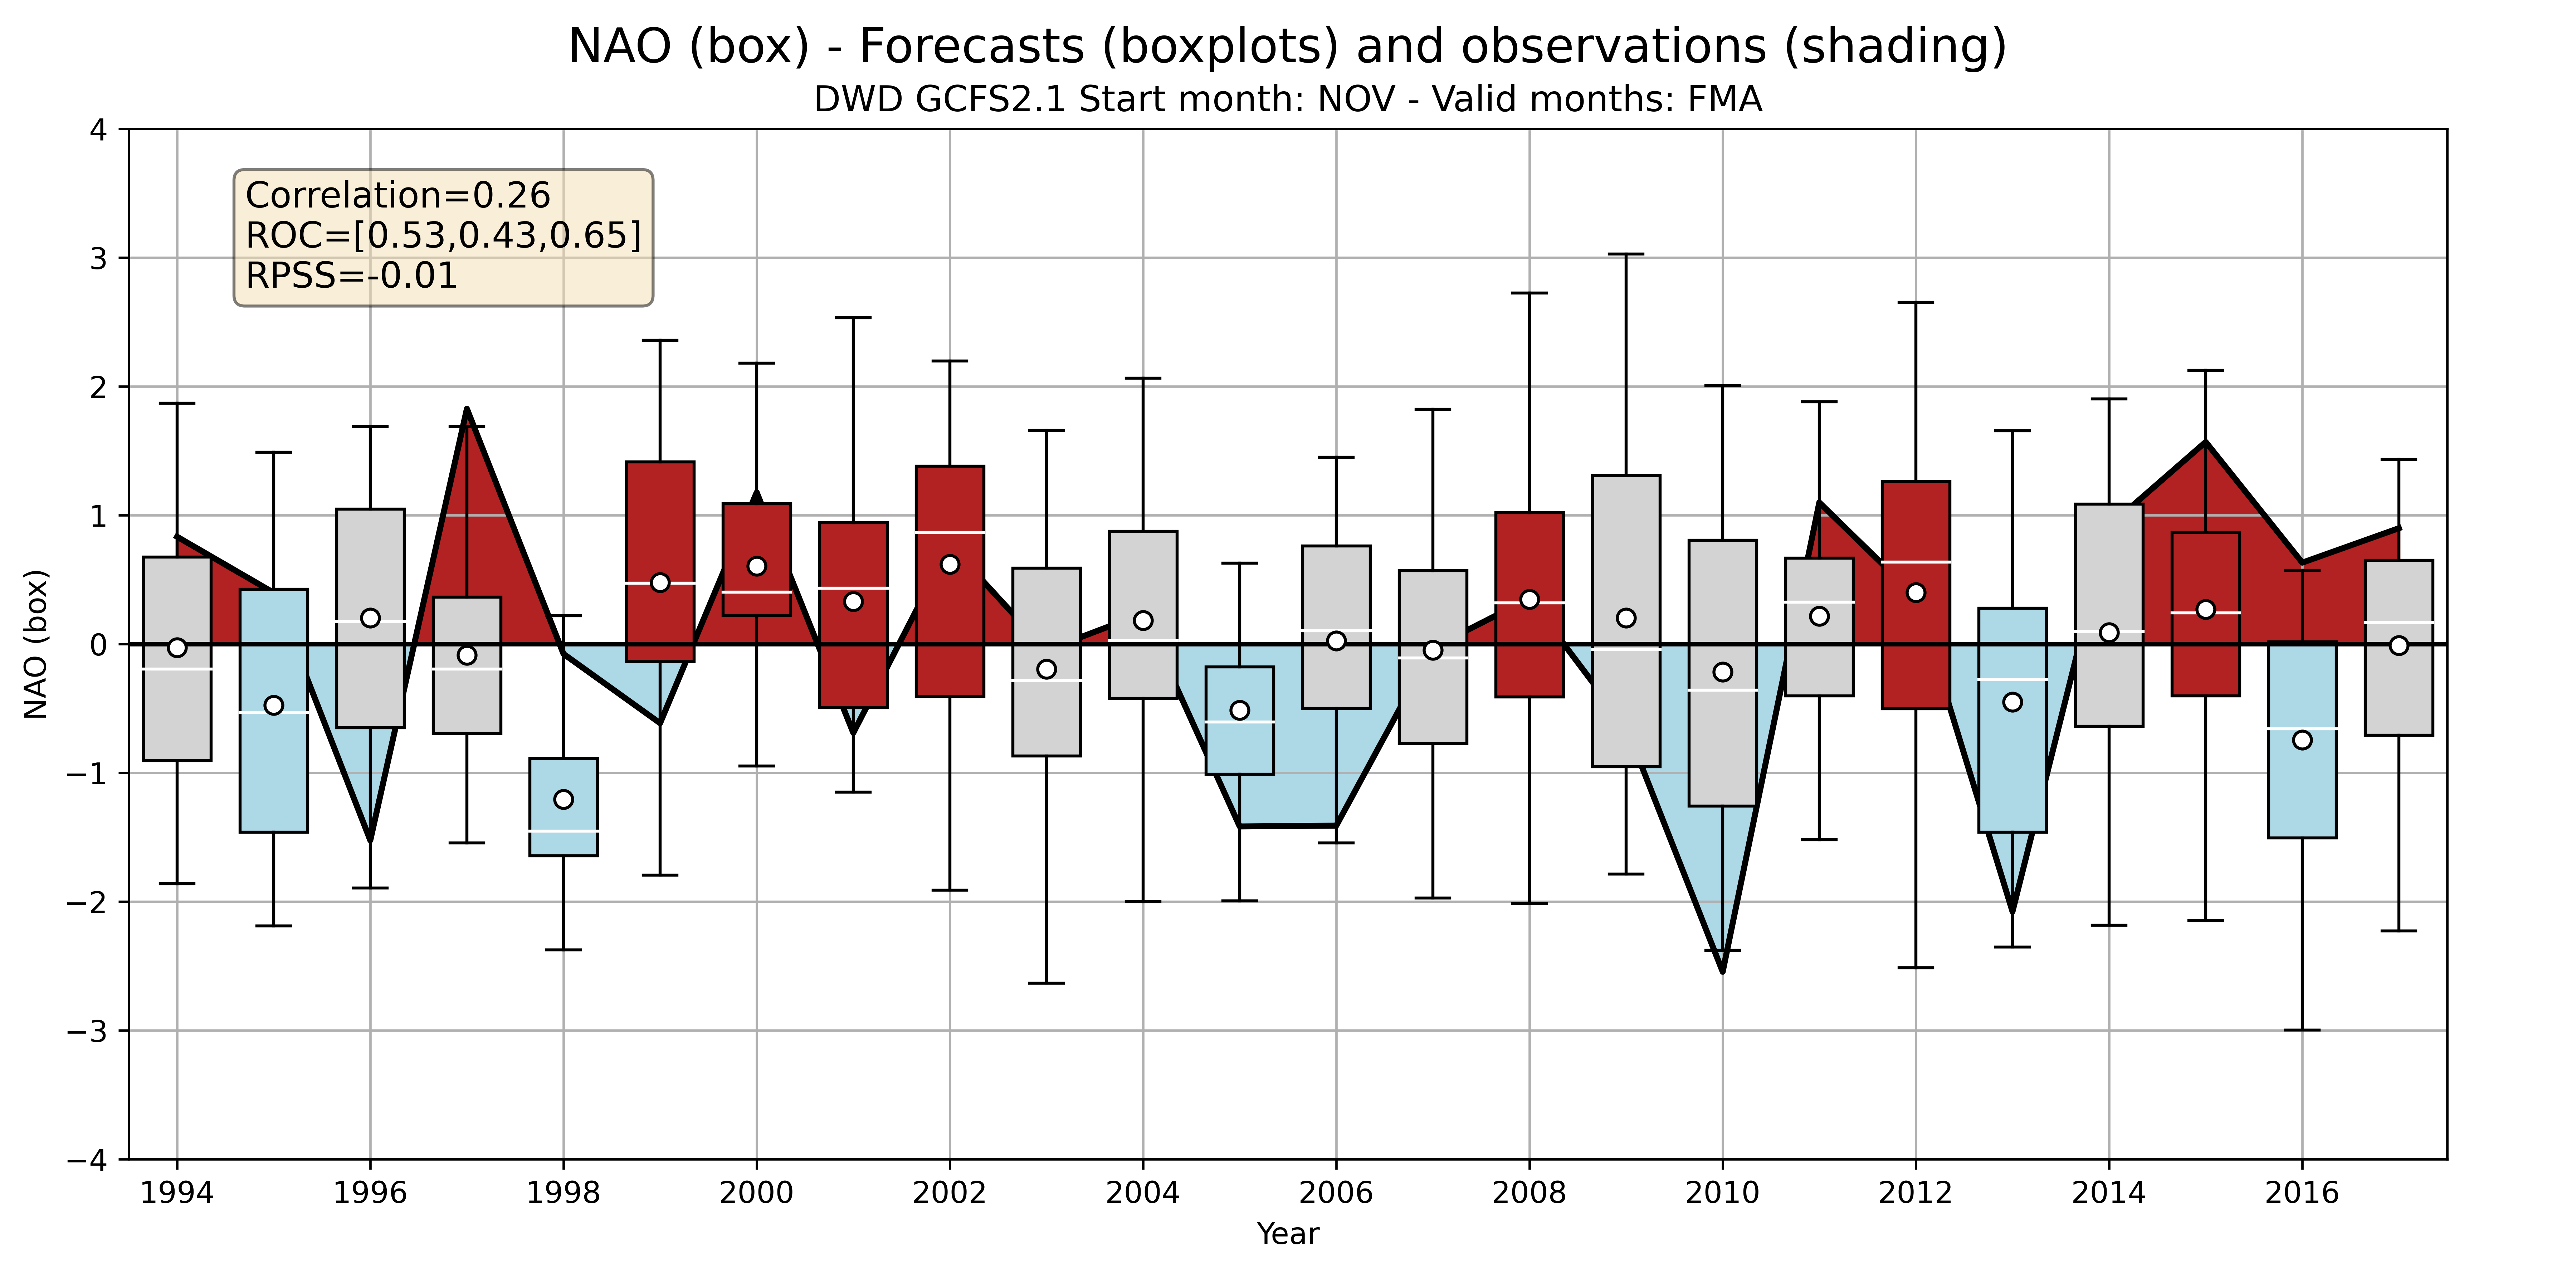 NAO (box) - Forecasts (boxplots) and observations (shading)
DWD GCFS2.1 Start month: NOV - Valid months: FMA
Correlation=0.26
ROC=[0.53,0.43,0.65]
RPSS=-0.01
NAO (box)
4
3
2
1
0
−1
−2
−3
−4
1994 1996 1998 2000 2002 2004 2006 2008 2010 2012 2014 2016
Year